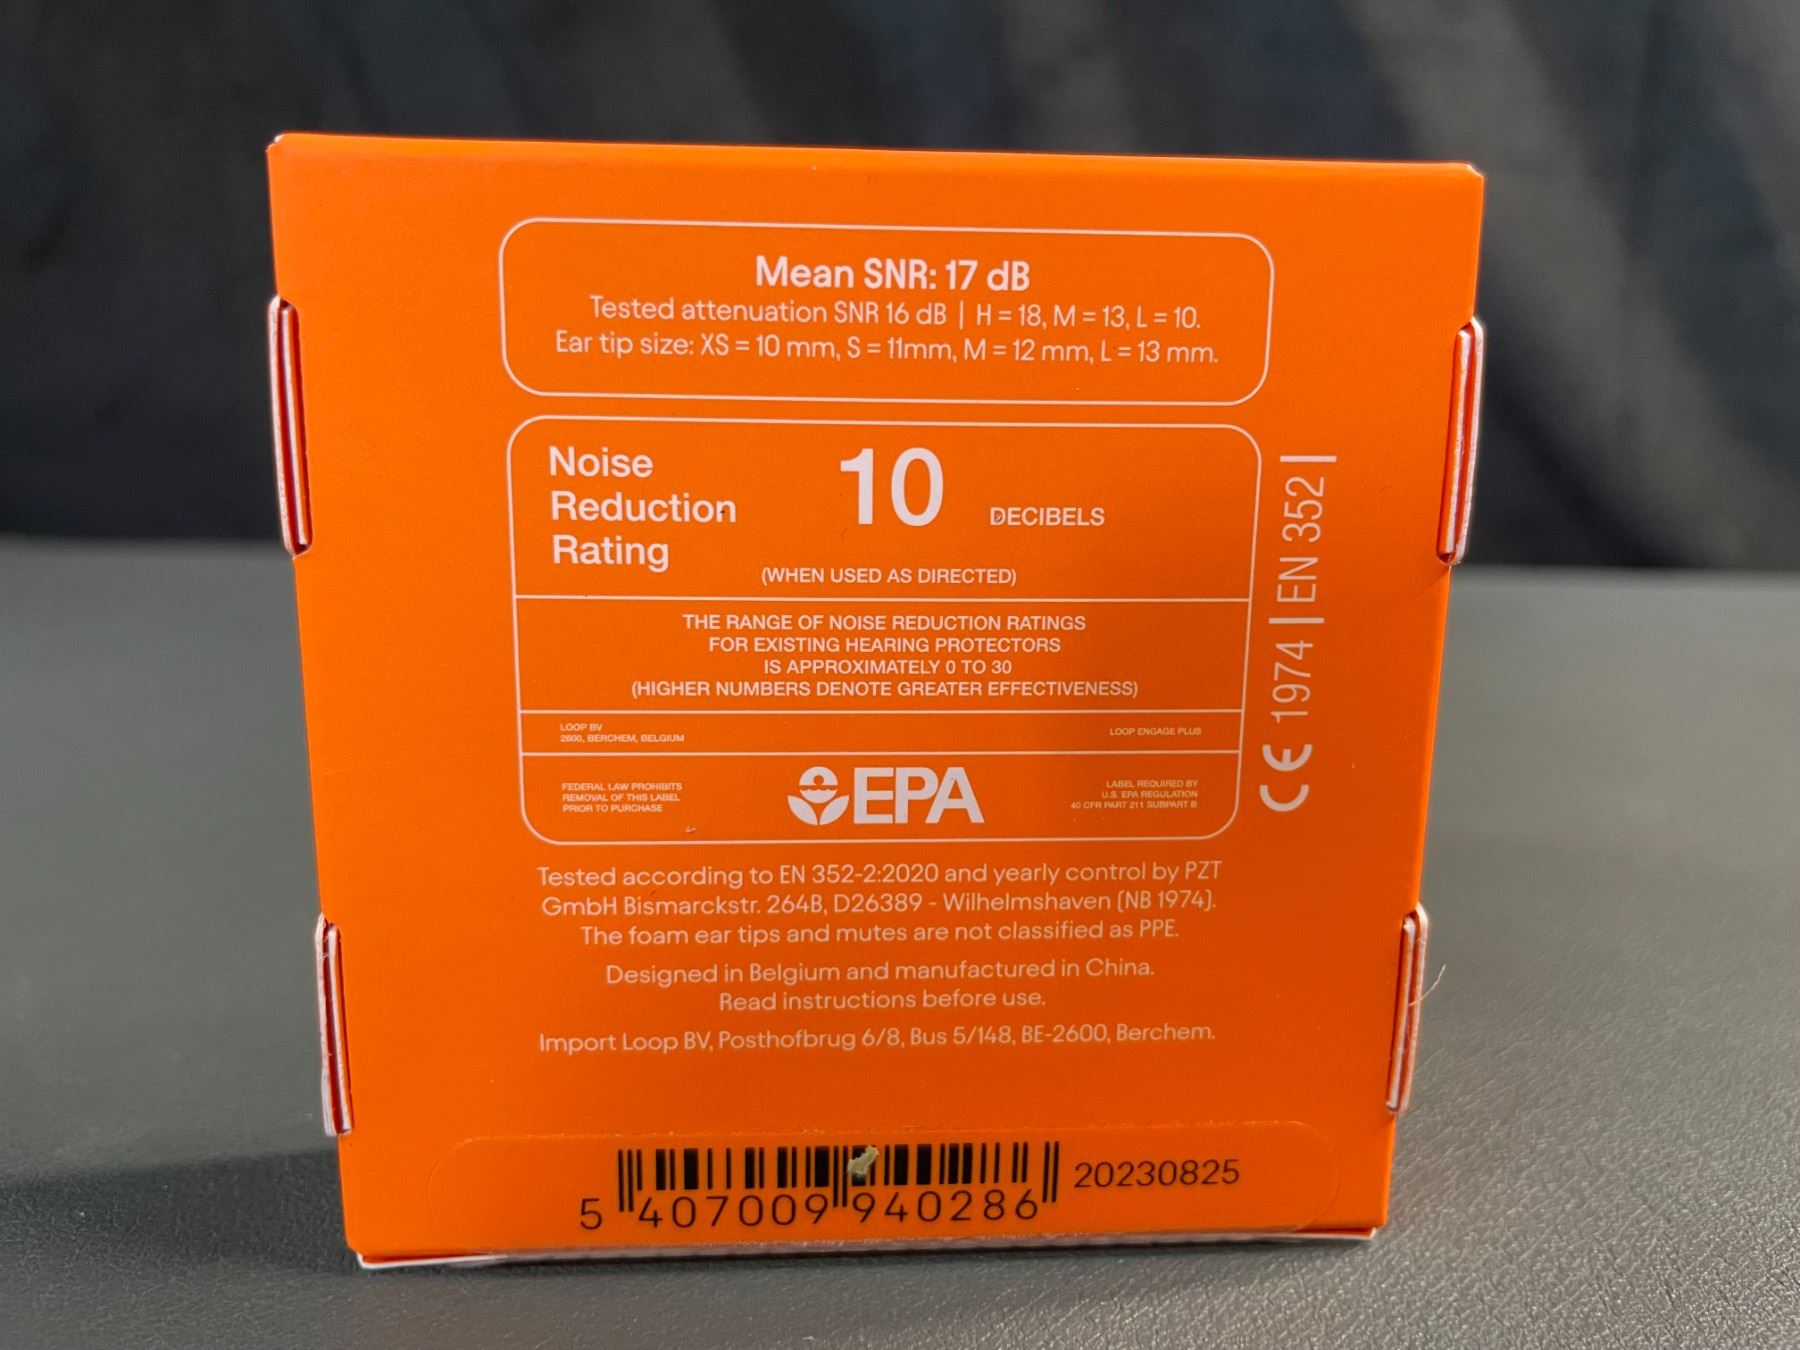 Mean SNR: 17 dB
Tested attenuation SNR 16 dB | H = 18, M = 13, L = 10.
Ear tip size: XS = 10 mm, S = 11mm, M = 12 mm, L = 13 mm.
Noise
Reduction
Rating
10
DECIBELS
(WHEN USED AS DIRECTED)
THE RANGE OF NOISE REDUCTION RATINGS
FOR EXISTING HEARING PROTECTORS
IS APPROXIMATELY 0 TO 30
(HIGHER NUMBERS DENOTE GREATER EFFECTIVENESS)
LOOP BV
2600, BERCHEM, BELGIUM
LOOP ENGAGE PLUS
FEDERAL LAW PROHIBITS
REMOVAL OF THIS LABEL
PRIOR TO PURCHASE
EPA
LABEL REQUIRED BY
U.S. EPA REGULATION
40 CFR PART 211 SUBPART B
CE 1974 | EN 352 |
Tested according to EN 352-2:2020 and yearly control by PZT
GmbH Bismarckstr. 264B, D26389 - Wilhelmshaven (NB 1974).
The foam ear tips and mutes are not classified as PPE.
Designed in Belgium and manufactured in China.
Read instructions before use.
Import Loop BV, Posthofbrug 6/8, Bus 5/148, BE-2600, Berchem.
5 407009 940286
20230825